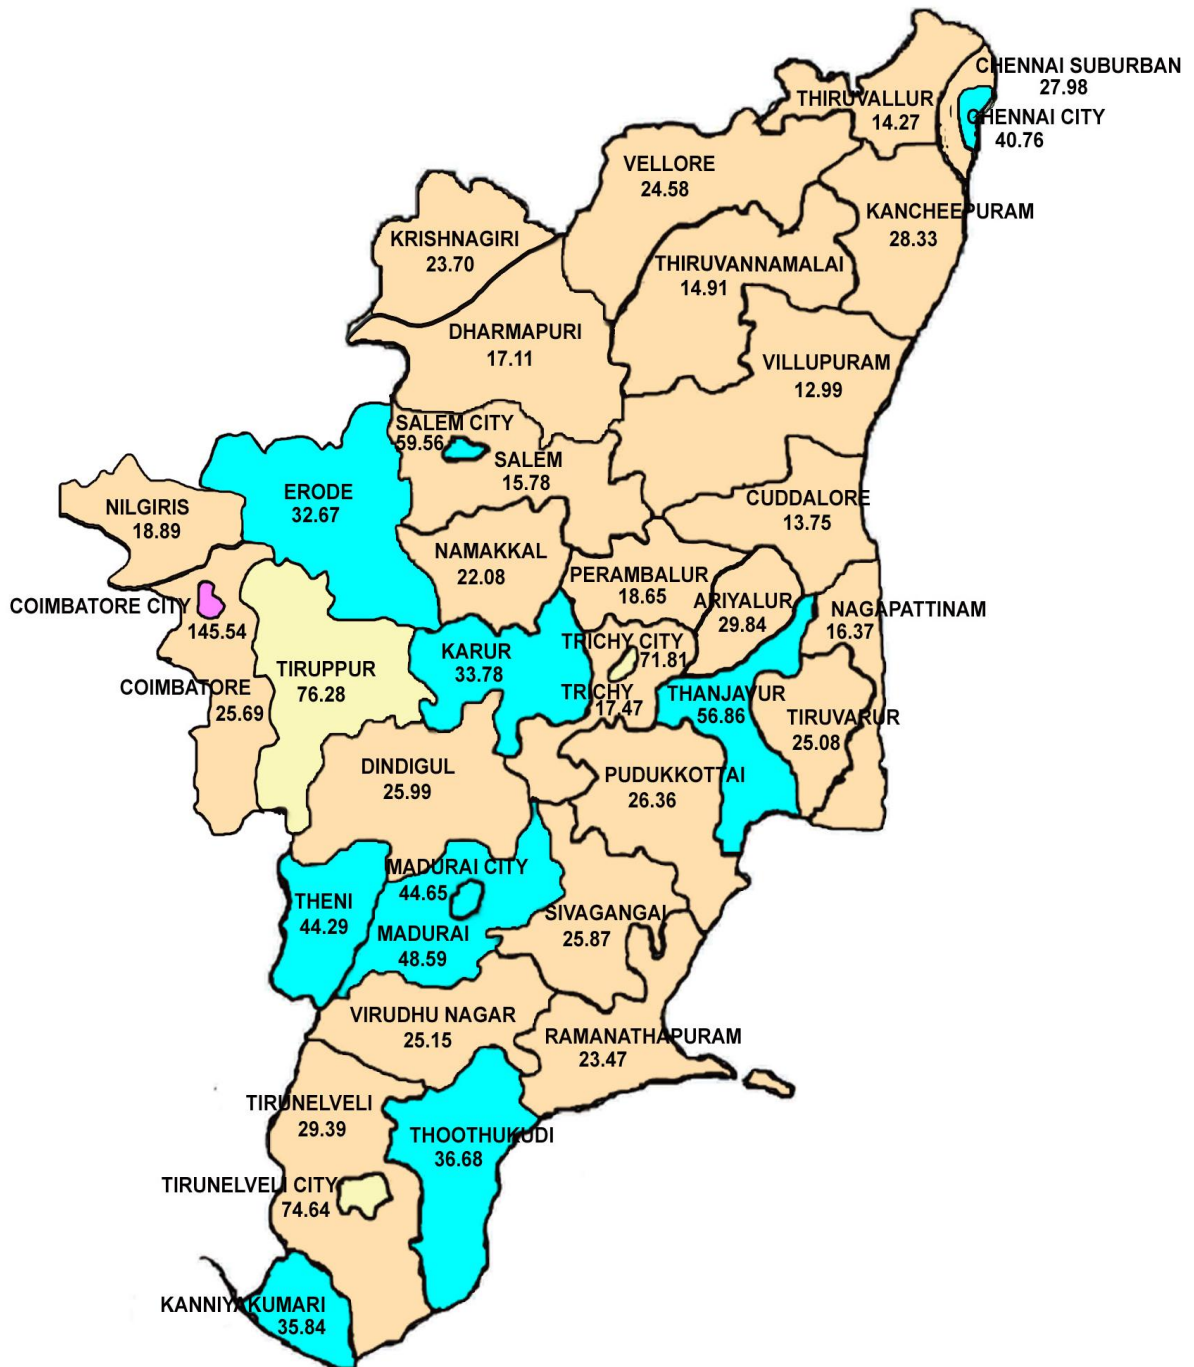 CHENNAI SUBURBAN
27.98
THIRUVALLUR
14.27
CHENNAI CITY
40.76
VELLORE
24.58
KANCHEEPURAM
28.33
KRISHNAGIRI
23.70
THIRUVANNAMALAI
14.91
DHARMAPURI
17.11
VILLUPURAM
12.99
SALEM CITY
59.56
SALEM
15.78
ERODE
32.67
NILGIRIS
18.89
CUDDALORE
13.75
NAMAKKAL
22.08
PERAMBALUR
18.65
ARIYALUR
29.84
NAGAPATTINAM
16.37
COIMBATORE CITY
145.54
TRICHY CITY
71.81
KARUR
33.78
TIRUPPUR
76.28
COIMBATORE
25.69
TRICHY
17.47
THANJAVUR
56.86
TIRUVARUR
25.08
DINDIGUL
25.99
PUDUKKOTTAI
26.36
MADURAI CITY
44.65
THENI
44.29
SIVAGANGAI
25.87
MADURAI
48.59
VIRUDHU NAGAR
25.15
RAMANATHAPURAM
23.47
TIRUNELVELI
29.39
THOOTHUKUDI
36.68
TIRUNELVELI CITY
74.64
KANNIYAKUMARI
35.84